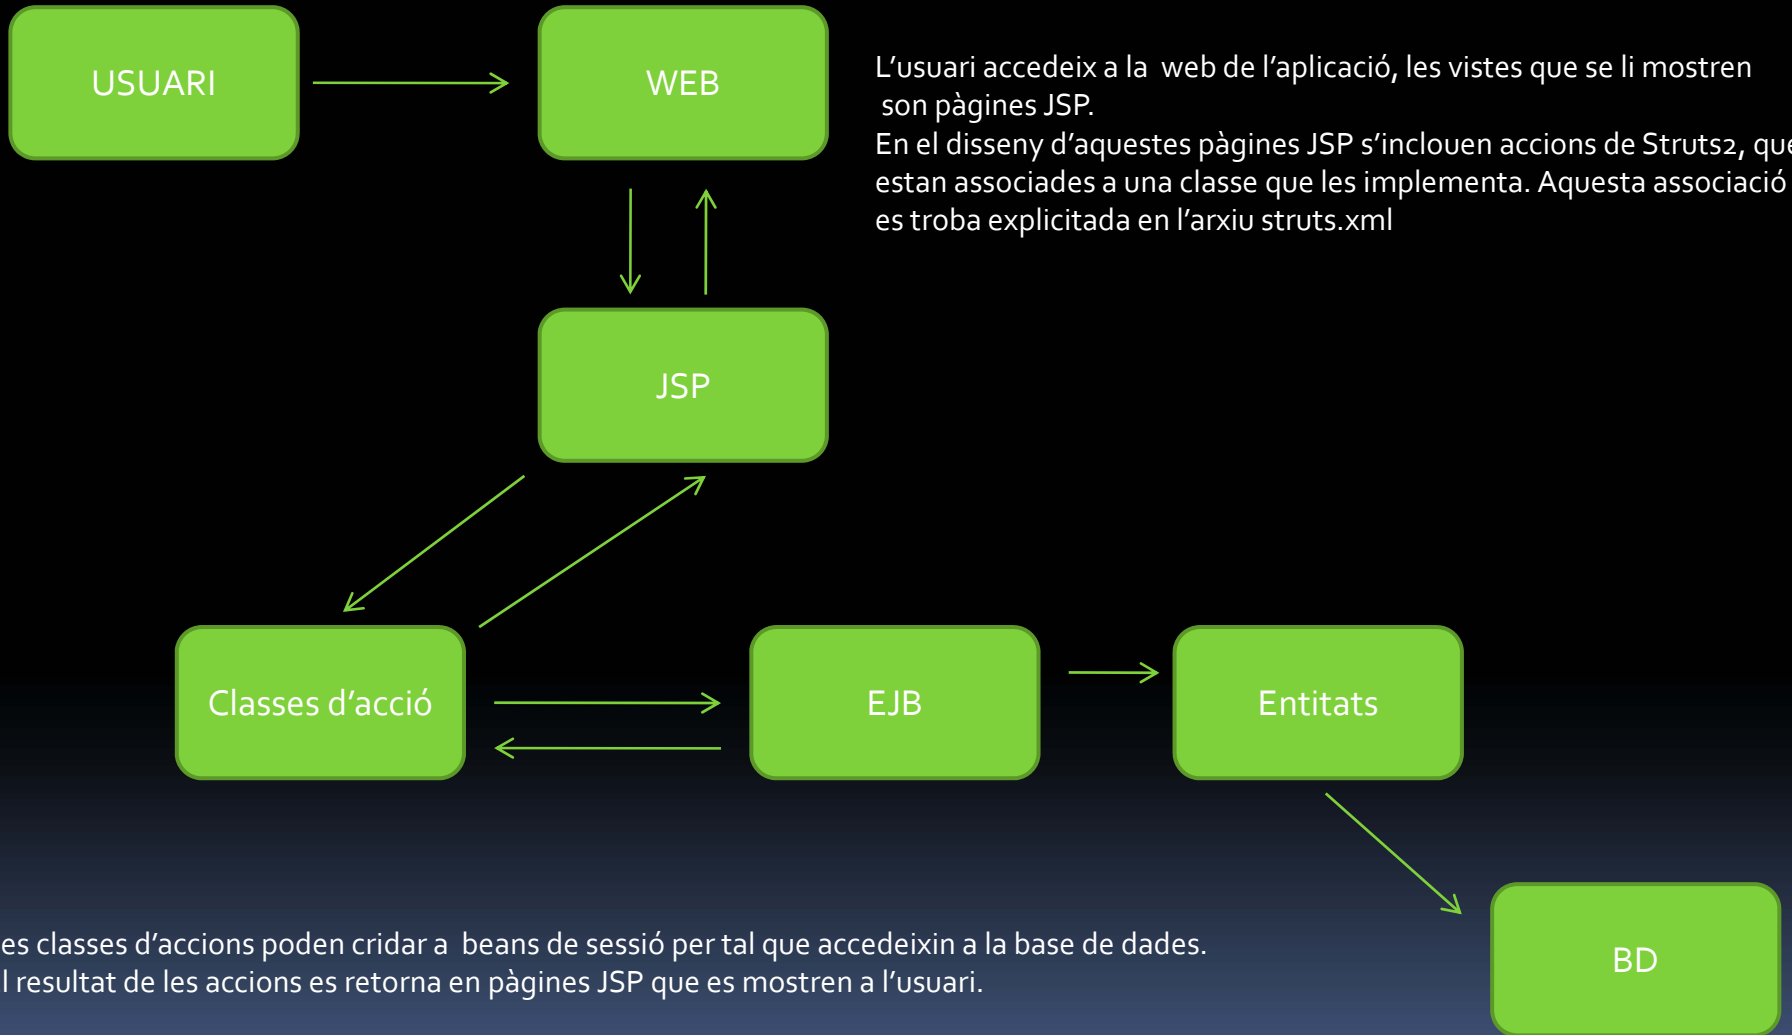 USUARI
WEB
L’usuari accedeix a la  web de l’aplicació, les vistes que se li mostren
son pàgines JSP.
En el disseny d’aquestes pàgines JSP s’inclouen accions de Struts2, que
estan associades a una classe que les implementa. Aquesta associació
es troba explicitada en l’arxiu struts.xml
JSP
Classes d’acció
EJB
Entitats
es classes d’accions poden cridar a  beans de sessió per tal que accedeixin a la base de dades.
l resultat de les accions es retorna en pàgines JSP que es mostren a l’usuari.
BD